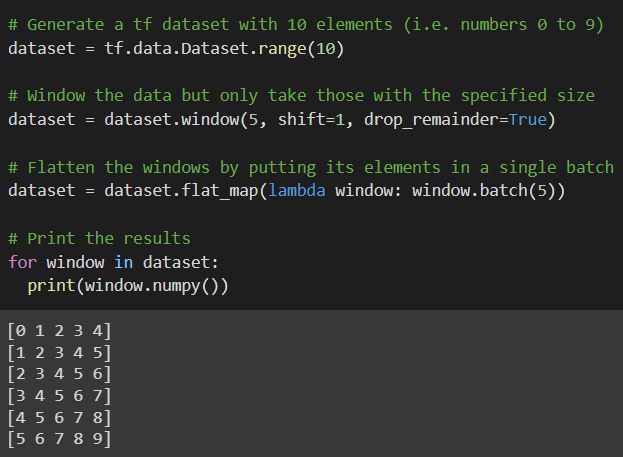 # Generate a tf dataset with 10 elements (i.e. numbers 0 to 9)
dataset = tf.data.Dataset.range(10)
# Window the data but only take those with the specified size
dataset = dataset.window(5, shift=1, drop_remainder=True)
# Flatten the windows by putting its elements in a single batch
dataset = dataset.flat_map(lambda window: window.batch(5))
# Print the results
for window in dataset:
  print(window.numpy())
[0 1 2 3 4]
[1 2 3 4 5]
[2 3 4 5 6]
[3 4 5 6 7]
[4 5 6 7 8]
[5 6 7 8 9]